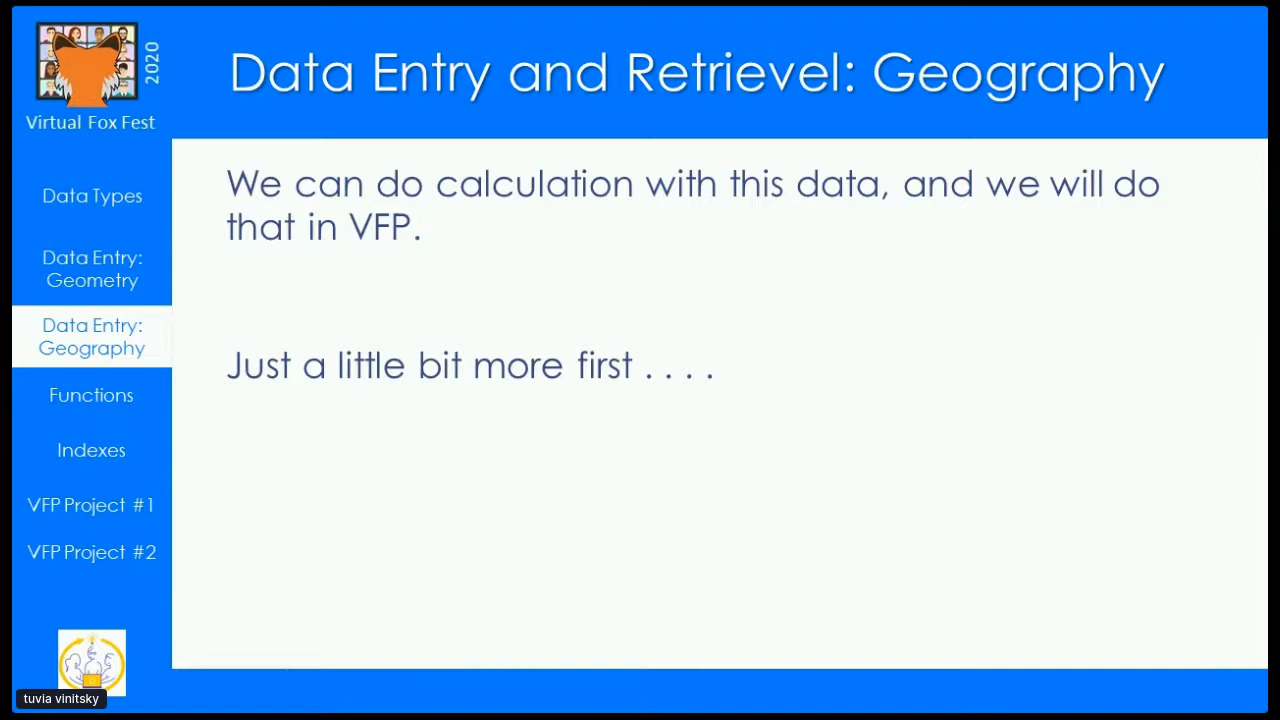 2020
Virtual Fox Fest
Data Entry and Retrievel: Geography
Data Types
Data Entry:
Geometry
Data Entry:
Geography
Functions
Indexes
VFP Project #1
VFP Project #2
We can do calculation with this data, and we will do
that in VFP.
Just a little bit more first . . . .
tuvia vinitsky